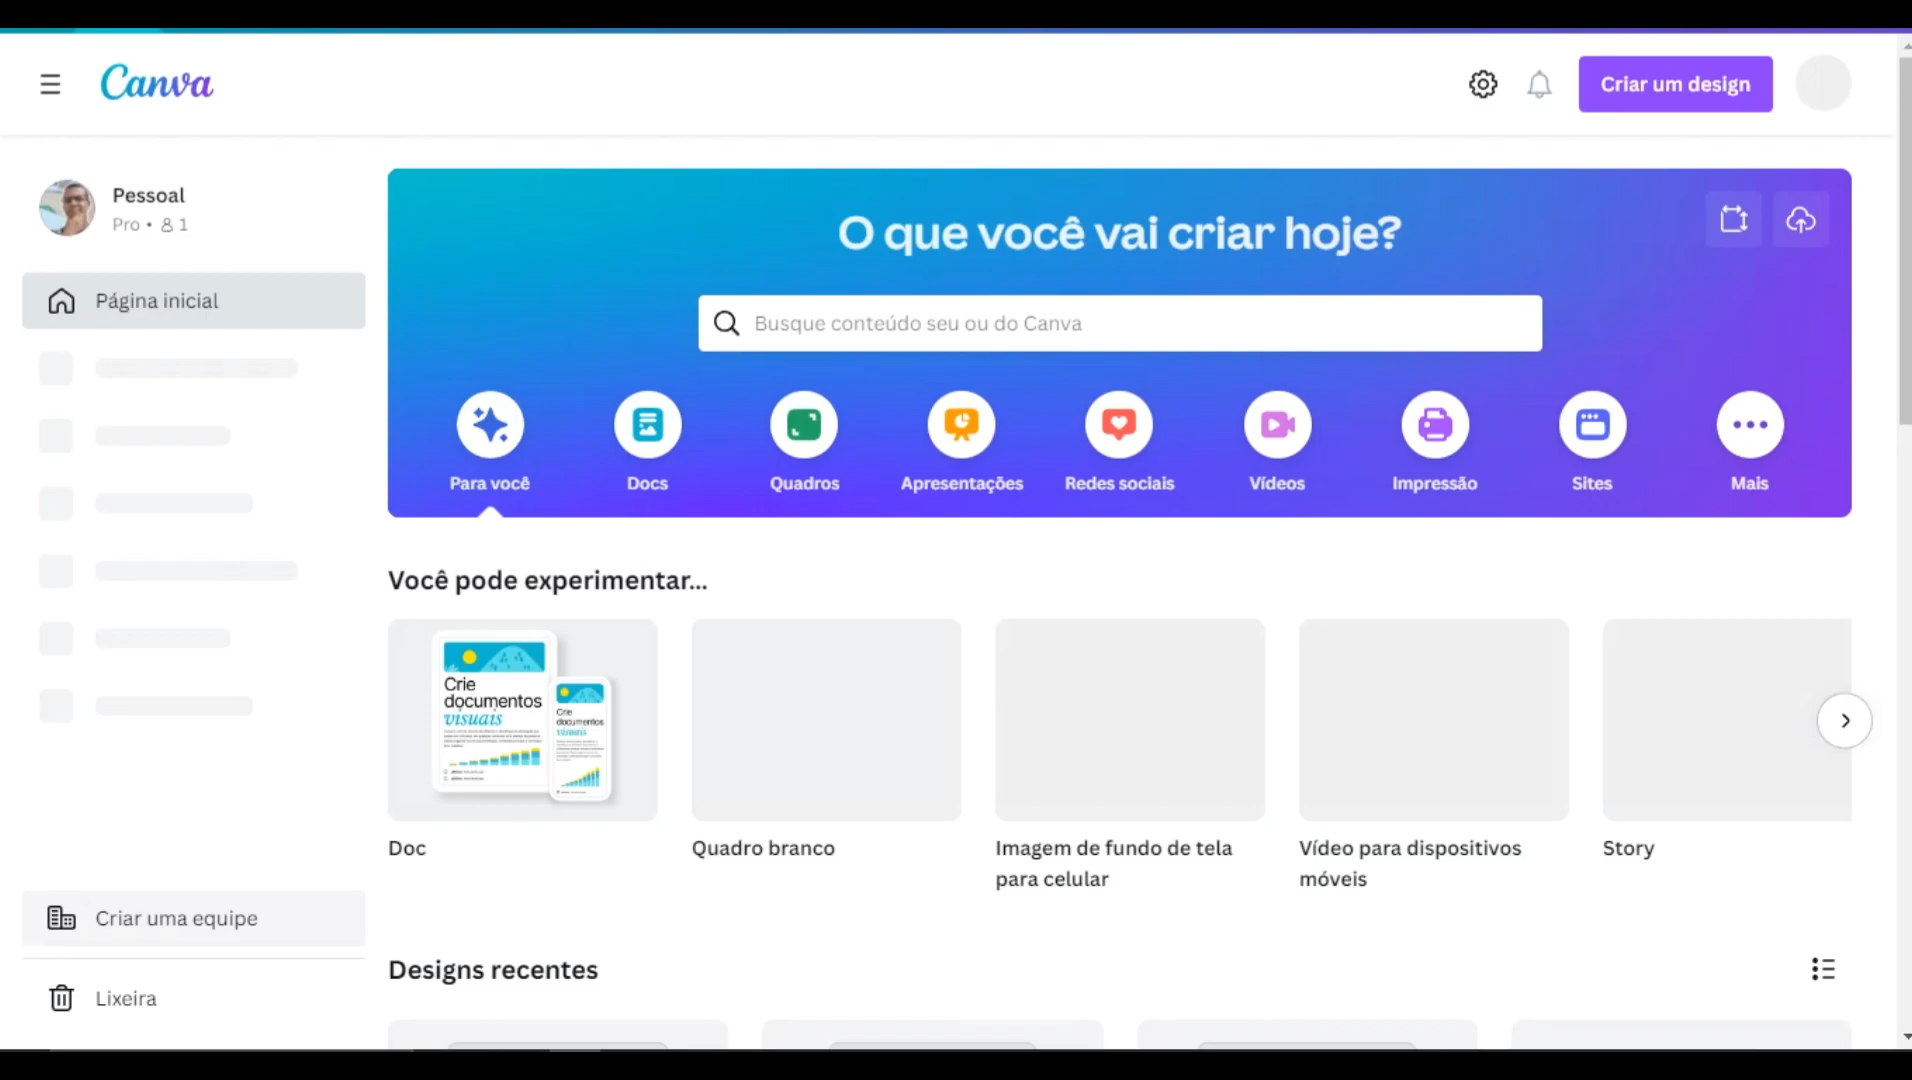 Canva
Criar um design
Pessoal
Pro • 1
Página inicial
O que você vai criar hoje?
Busque conteúdo seu ou do Canva
Para você
Docs
Quadros
Apresentações
Redes sociais
Vídeos
Impressão
Sites
Mais
Você pode experimentar...
Crie
documentos
visuais
Crie
documentos
visuais
Doc
Quadro branco
Imagem de fundo de tela
para celular
Vídeo para dispositivos
móveis
Story
Criar uma equipe
Designs recentes
Lixeira